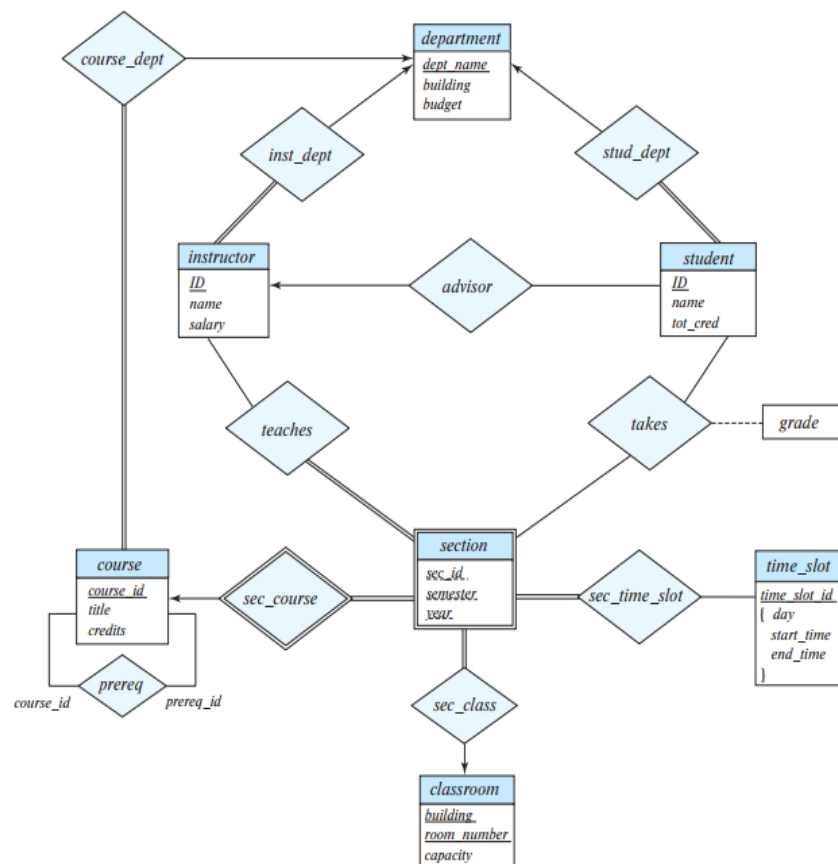 department
course_dept
dept_name
building
budget
inst_dept
stud_dept
instructor
ID
name
salary
advisor
student
ID
name
tot_cred
teaches
takes
grade
course
course_id
title
credits
sec_course
section
sec_id
semester
year
sec_time_slot
time_slot
time_slot_id
{ day
start_time
end_time
}
prereq
course_id
prereq_id
sec_class
classroom
building
room_number
capacity